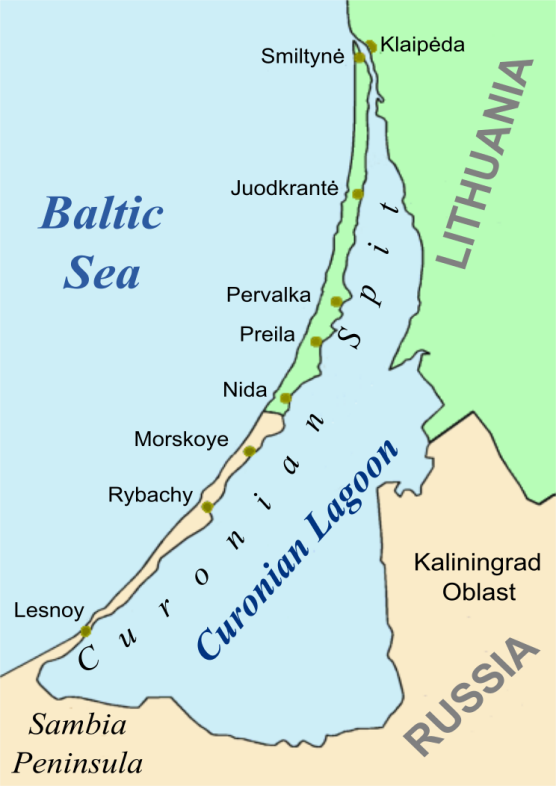 Klaipėda
Smiltynė
LITHUANIA
Juodkrantė
Baltic
Sea
Pervalka
Preila
Nida
Morskoye
Rybachy
Curonian Spit
Curonian Lagoon
Kaliningrad
Oblast
Lesnoy
RUSSIA
Sambia
Peninsula